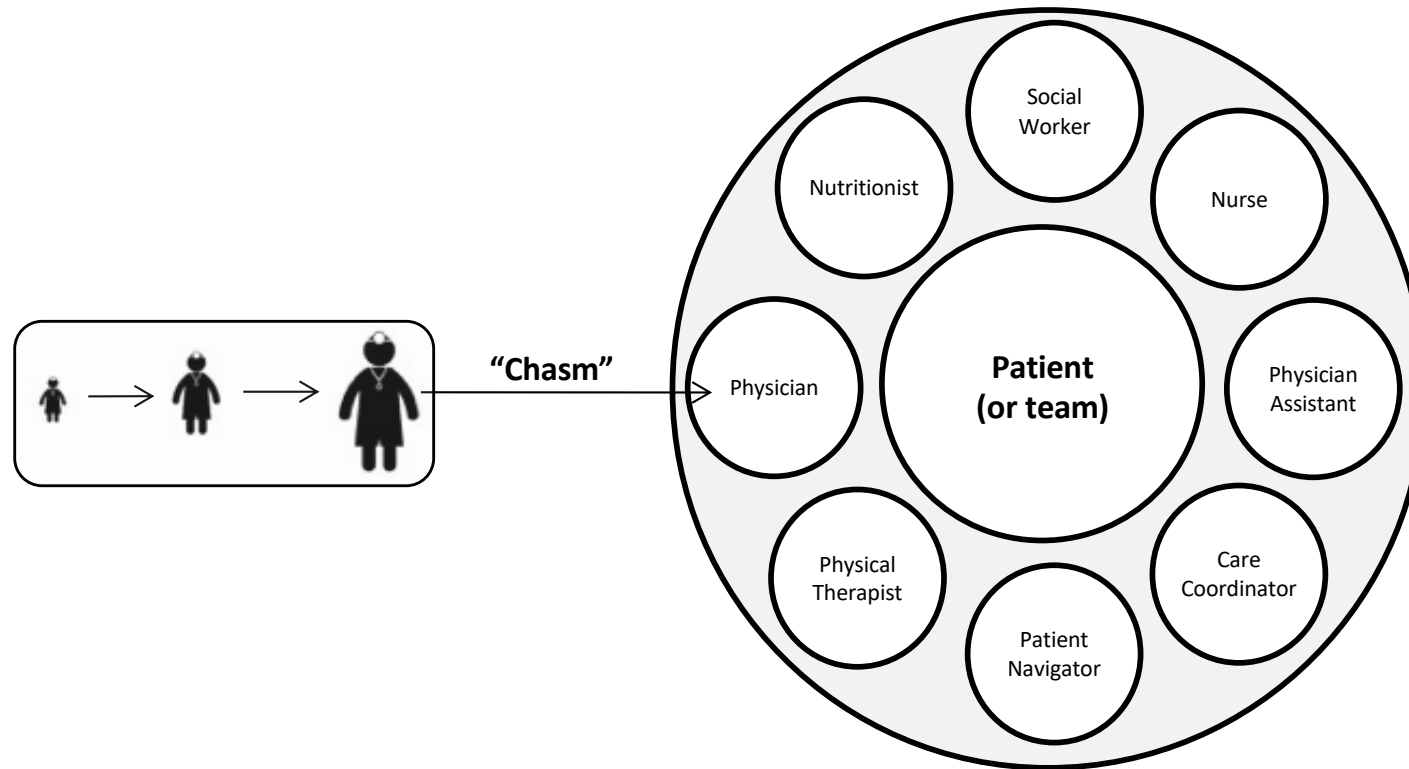 Social
Worker
Nutritionist
Nurse
“Chasm”
Physician
Patient
(or team)
Physician
Assistant
Physical
Therapist
Care
Coordinator
Patient
Navigator